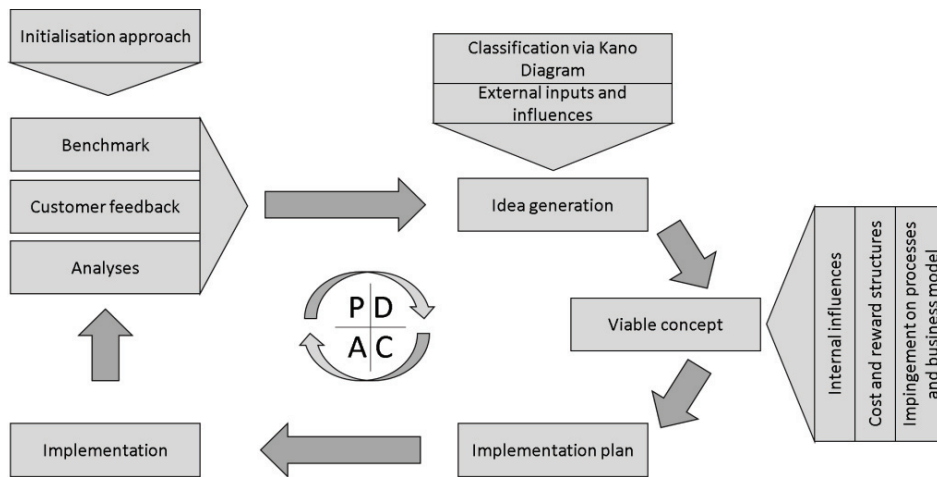 Initialisation approach
Classification via Kano
Diagram
External inputs and
influences
Benchmark
Customer feedback
Analyses
Idea generation
Internal influences
Cost and reward structures
Impingement on processes
and business model
P D
A C
Viable concept
Implementation
Implementation plan